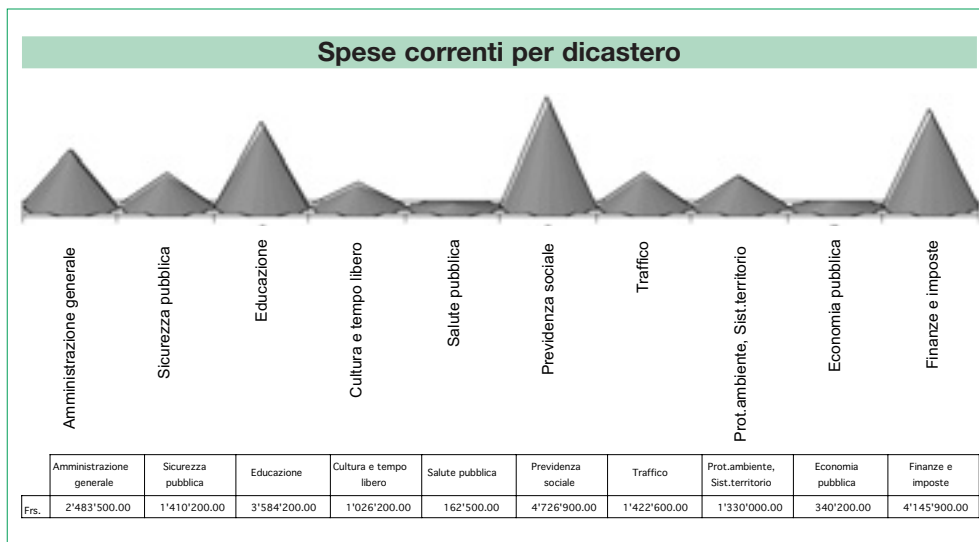 Spese correnti per dicastero
Amministrazione generale
Sicurezza pubblica
Educazione
Cultura e tempo libero
Salute pubblica
Previdenza sociale
Traffico
Prot.ambiente, Sist.territorio
Economia pubblica
Finanze e imposte
Amministrazione generale Sicurezza pubblica Educazione Cultura e tempo libero Salute pubblica Previdenza sociale Traffico Prot.ambiente, Sist.territorio Economia pubblica Finanze e imposte
Frs. 2'483'500.00 1'410'200.00 3'584'200.00 1'026'200.00 162'500.00 4'726'900.00 1'422'600.00 1'330'000.00 340'200.00 4'145'900.00